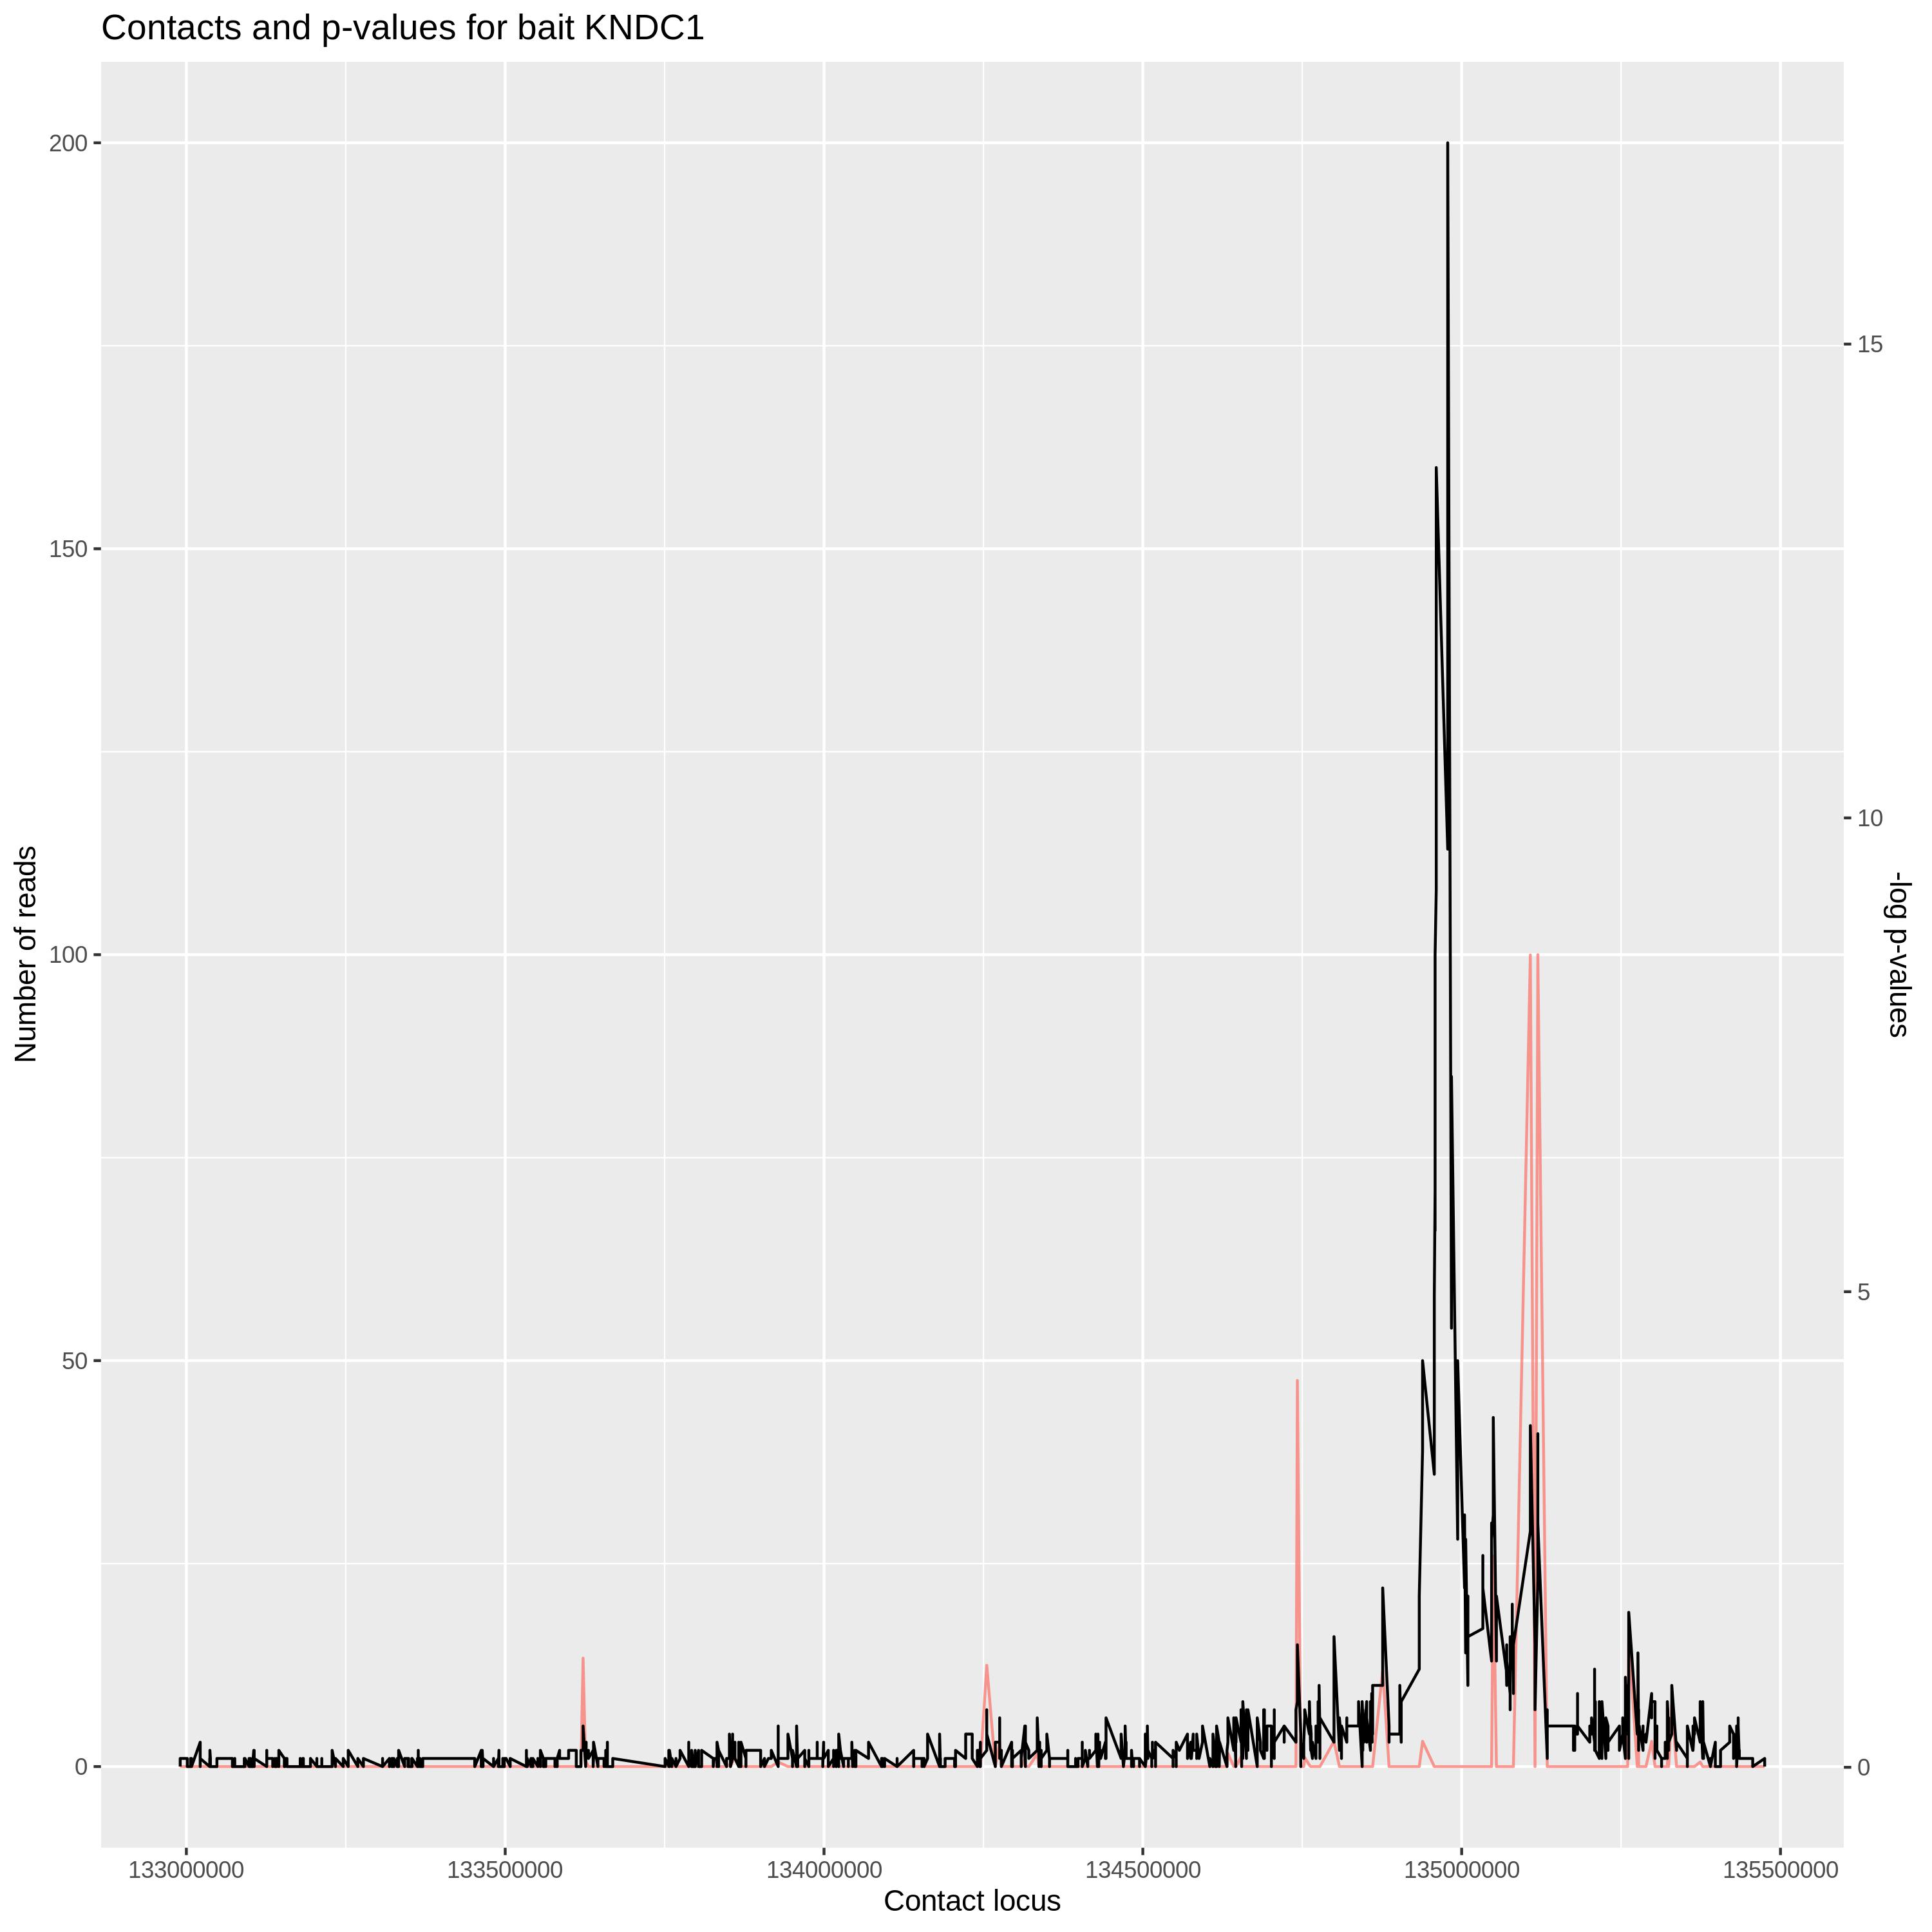 Contacts and p-values for bait KNDC1
200
150
100
50
0
Number of reads
15
10
5
0
-log p-values
133000000 133500000 134000000 134500000 135000000 135500000
Contact locus